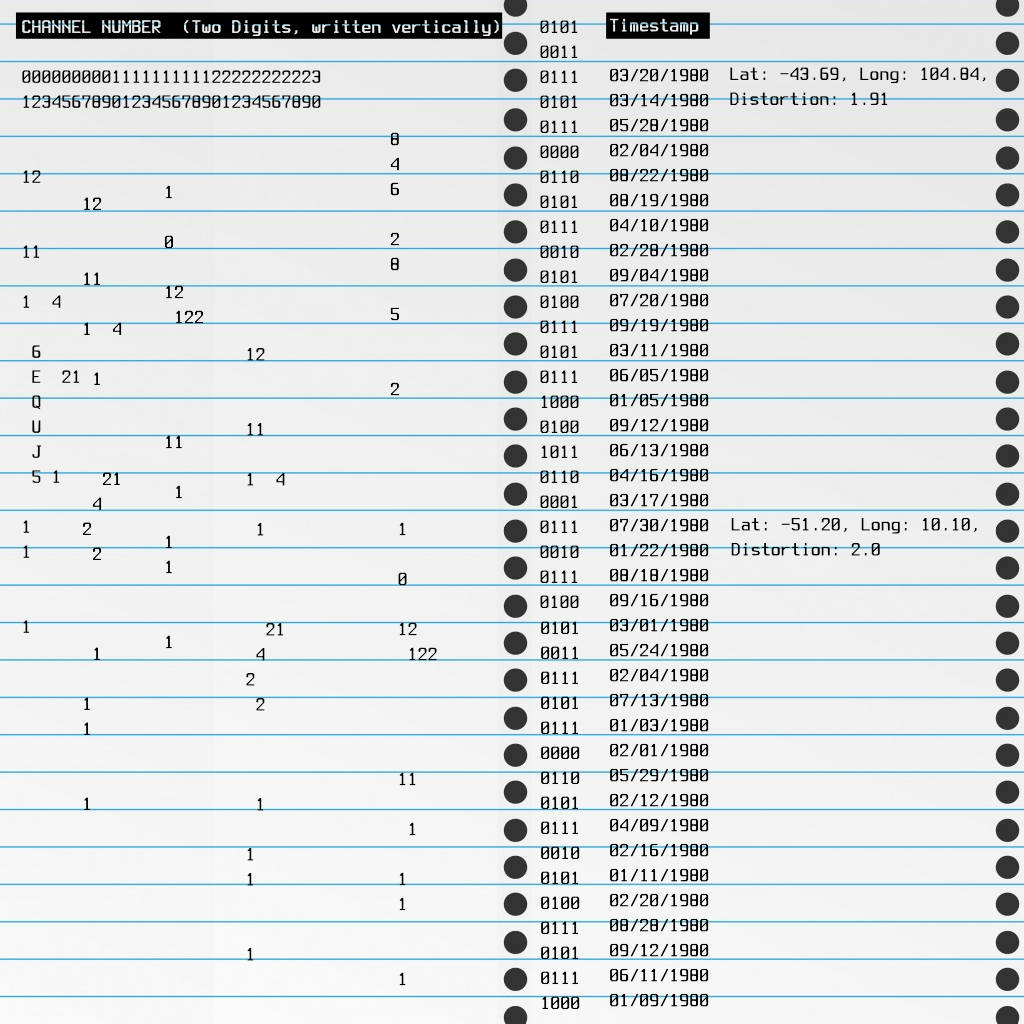 CHANNEL NUMBER (Two Digits, written vertically) 0101 Timestamp
0011
000000000111111111122222222223 0111 03/20/1980 Lat: -43.69, Long: 104.84,
123456789012345678901234567890 0101 03/14/1980 Distortion: 1.91
0111 05/28/1980
8 0000 02/04/1980
4 0110 08/22/1980
12 1 6 0101 08/19/1980
12 0111 04/10/1980
0 2 0010 02/28/1980
11 8 0101 09/04/1980
11 12 0100 07/20/1980
1 4 122 5 0111 09/19/1980
1 4 0101 03/11/1980
6 12 0111 06/05/1980
E 21 1 2 1000 01/05/1980
Q 0100 09/12/1980
U 11 11 1011 06/13/1980
J 0110 04/16/1980
5 1 21 1 1 4 0001 03/17/1980
4 0111 07/30/1980 Lat: -51.20, Long: 10.10,
1 2 1 1 1 0010 01/22/1980 Distortion: 2.0
1 2 1 0 0111 08/18/1980
0100 09/16/1980
1 21 12 0101 03/01/1980
1 1 4 122 0011 05/24/1980
2 0111 02/04/1980
1 2 0101 07/13/1980
1 0111 01/03/1980
0000 02/01/1980
11 0110 05/29/1980
1 1 0101 02/12/1980
1 0111 04/09/1980
1 0010 02/16/1980
1 1 0101 01/11/1980
1 0100 02/20/1980
0111 08/28/1980
1 0101 09/12/1980
1 0111 06/11/1980
1000 01/09/1980